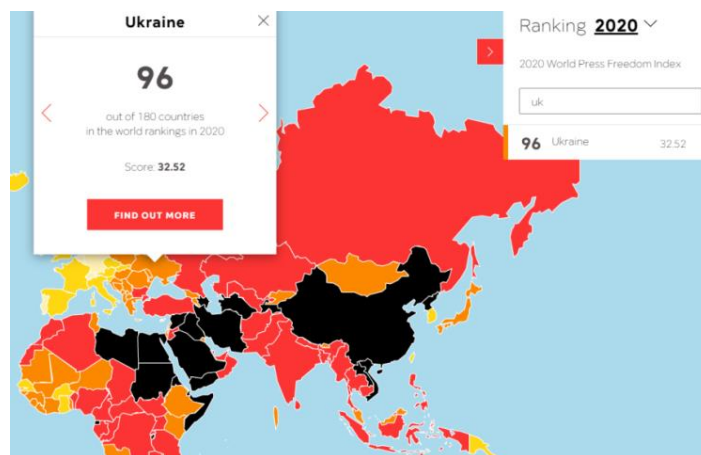 Ukraine
96
out of 180 countries
in the world rankings in 2020
Score: 32.52
FIND OUT MORE
Ranking 2020
2020 World Press Freedom Index
uk
96 Ukraine 32.52